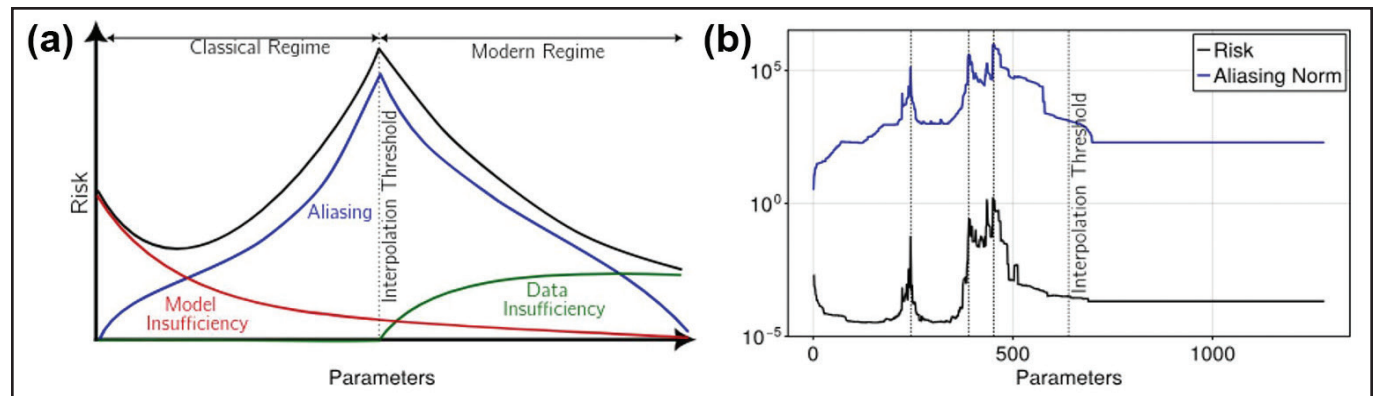 (a)
Classical Regime
Modern Regime
Risk
Aliasing
Interpolation Threshold
Model
Insufficiency
Data
Insufficiency
Parameters
(b)
Risk
Aliasing Norm
10^5
10^0
10^-5
Interpolation Threshold
0
500
1000
Parameters